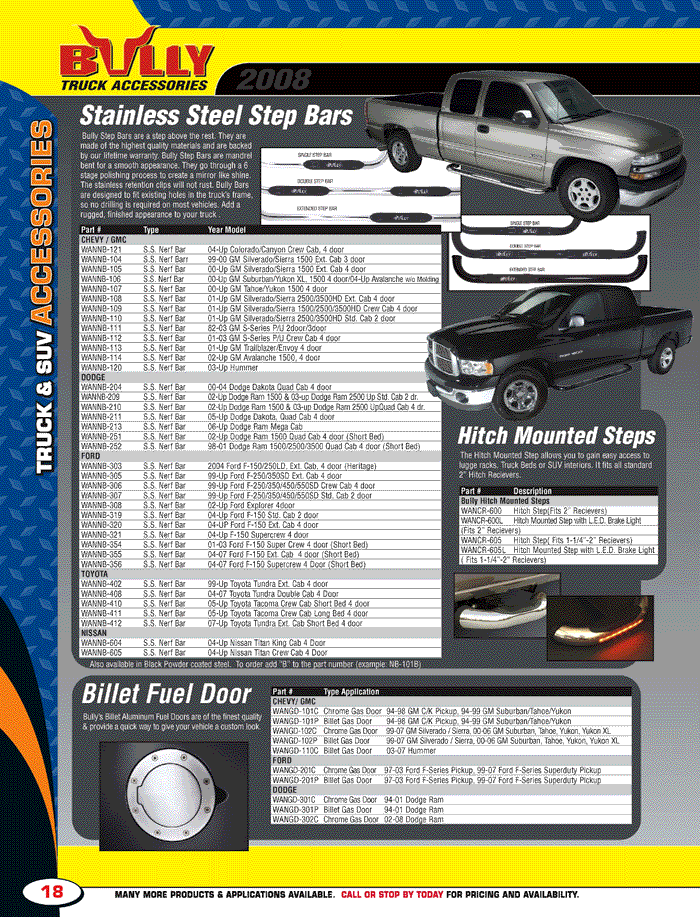 BULLY
TRUCK ACCESSORIES
2008
TRUCK & SUV ACCESSORIES
Stainless Steel Step Bars
Bully Step Bars are a step above the rest. They are
made of the highest quality materials and are backed
by our lifetime warranty. Bully Step Bars are mandrel
bent for a smooth appearance. They go through a 6
stage polishing process to create a mirror like shine.
The stainless retention clips will not rust. Bully Bars
are designed to fit existing holes in the truck's frame,
so no drilling is required on most vehicles. Add a
rugged, finished appearance to your truck .
SINGLE STEP BAR
DOUBLE STEP BAR
EXTENDED STEP BAR
SINGLE STEP BAR
DOUBLE STEP BAR
EXTENDED STEP BAR
Part # Type Year Model
CHEVY / GMC
WANNB-121 S.S. Nerf Bar 04-Up Colorado/Canyon Crew Cab, 4 door
WANNB-104 S.S. Nerf Barr 99-00 GM Silverado/Sierra 1500 Ext. Cab 3 door
WANNB-105 S.S. Nerf Bar 00-Up GM Silverado/Sierra 1500 Ext. Cab 4 door
WANNB-106 S.S. Nerf Bar 00-Up GM Suburban/Yukon XL, 1500 4 door/04-Up Avalanche w/o Molding
WANNB-107 S.S. Nerf Bar 00-Up GM Tahoe/Yukon 1500 4 door
WANNB-108 S.S. Nerf Bar 01-Up GM Silverado/Sierra 2500/3500HD Ext. Cab 4 door
WANNB-109 S.S. Nerf Bar 01-Up GM Silverado/Sierra 1500/2500/3500HD Crew Cab 4 door
WANNB-110 S.S. Nerf Bar 01-Up GM Silverado/Sierra 2500/3500HD Std. Cab 2 door
WANNB-111 S.S. Nerf Bar 82-03 GM S-Series P/U 2door/3door
WANNB-112 S.S. Nerf Bar 01-03 GM S-Series P/U Crew Cab 4 door
WANNB-113 S.S. Nerf Bar 01-Up GM Trailblazer/Envoy 4 door
WANNB-114 S.S. Nerf Bar 02-Up GM Avalanche 1500, 4 door
WANNB-120 S.S. Nerf Bar 03-Up Hummer
DODGE
WANNB-204 S.S. Nerf Bar 00-04 Dodge Dakota Quad Cab 4 door
WANNB-209 S.S. Nerf Bar 02-Up Dodge Ram 1500 & 03-up Dodge Ram 2500 Up Std. Cab 2 dr.
WANNB-210 S.S. Nerf Bar 02-Up Dodge Ram 1500 & 03-up Dodge Ram 2500 UpQuad Cab 4 dr.
WANNB-211 S.S. Nerf Bar 05-Up Dodge Dakota, Quad Cab 4 door
WANNB-213 S.S. Nerf Bar 06-Up Dodge Ram Mega Cab
WANNB-251 S.S. Nerf Bar 02-Up Dodge Ram 1500 Quad Cab 4 door (Short Bed)
WANNB-252 S.S. Nerf Bar 98-01 Dodge Ram 1500/2500/3500 Quad Cab 4 door (Short Bed)
FORD
WANNB-303 S.S. Nerf Bar 2004 Ford F-150/250LD, Ext. Cab, 4 door (Heritage)
WANNB-305 S.S. Nerf Bar 99-Up Ford F-250/350SD Ext. Cab 4 door
WANNB-306 S.S. Nerf Bar 99-Up Ford F-250/350/450/550SD Crew Cab 4 door
WANNB-307 S.S. Nerf Bar 99-Up Ford F-250/350/450/550SD Std. Cab 2 door
WANNB-308 S.S. Nerf Bar 02-Up Ford Explorer 4door
WANNB-319 S.S. Nerf Bar 04-Up Ford F-150 Std. Cab 2 door
WANNB-320 S.S. Nerf Bar 04-UP Ford F-150 Ext. Cab 4 door
WANNB-321 S.S. Nerf Bar 04-Up F-150 Supercrew 4 door
WANNB-354 S.S. Nerf Bar 01-03 Ford F-150 Super Crew 4 door (Short Bed)
WANNB-355 S.S. Nerf Bar 04-07 Ford F-150 Ext. Cab 4 door (Short Bed)
WANNB-356 S.S. Nerf Bar 04-07 Ford F-150 Supercrew 4 Door (Short Bed)
TOYOTA
WANNB-402 S.S. Nerf Bar 99-Up Toyota Tundra Ext. Cab 4 door
WANNB-408 S.S. Nerf Bar 04-07 Toyota Tundra Double Cab 4 Door
WANNB-410 S.S. Nerf Bar 05-Up Toyota Tacoma Crew Cab Short Bed 4 door
WANNB-411 S.S. Nerf Bar 05-Up Toyota Tacoma Crew Cab Long Bed 4 door
WANNB-412 S.S. Nerf Bar 07-Up Toyota Tundra Ext. Cab Short Bed 4 door
NISSAN
WANNB-604 S.S. Nerf Bar 04-Up Nissan Titan King Cab 4 Door
WANNB-605 S.S. Nerf Bar 04-Up Nissan Titan Crew Cab 4 Door
Also available in Black Powder coated steel. To order add "B" to the part number (example: NB-101B)
Hitch Mounted Steps
The Hitch Mounted Step allows you to gain easy access to
lugge racks. Truck Beds or SUV interiors. It fits all standard
2" Hitch Recievers.
Part # Description
Bully Hitch Mounted Steps
WANCR-600 Hitch Step(Fits 2" Recievers)
WANCR-600L Hitch Mounted Step with L.E.D. Brake Light
(Fits 2" Recievers)
WANCR-605 Hitch Step( Fits 1-1/4"-2" Recievers)
WANCR-605L Hitch Mounted Step with L.E.D. Brake Light
( Fits 1-1/4"-2" Recievers)
Billet Fuel Door
Bully's Billet Aluminum Fuel Doors are of the finest quality
& provide a quick way to give your vehicle a custom look.
Part # Type Application
CHEVY/ GMC
WANGD-101C Chrome Gas Door 94-98 GM C/K Pickup, 94-99 GM Suburban/Tahoe/Yukon
WANGD-101P Billet Gas Door 94-98 GM C/K Pickup, 94-99 GM Suburban/Tahoe/Yukon
WANGD-102C Chrome Gas Door 99-07 GM Silverado / Sierra, 00-06 GM Suburban, Tahoe, Yukon, Yukon XL
WANGD-102P Billet Gas Door 99-07 GM Silverado / Sierra, 00-06 GM Suburban, Tahoe, Yukon, Yukon XL
WANGD-110C Billet Gas Door 03-07 Hummer
FORD
WANGD-201C Chrome Gas Door 97-03 Ford F-Series Pickup, 99-07 Ford F-Series Superduty Pickup
WANGD-201P Billet Gas Door 97-03 Ford F-Series Pickup, 99-07 Ford F-Series Superduty Pickup
DODGE
WANGD-301C Chrome Gas Door 94-01 Dodge Ram
WANGD-301P Billet Gas Door 94-01 Dodge Ram
WANGD-302C Chrome Gas Door 02-08 Dodge Ram
18
MANY MORE PRODUCTS & APPLICATIONS AVAILABLE. CALL OR STOP BY TODAY FOR PRICING AND AVAILABILITY.